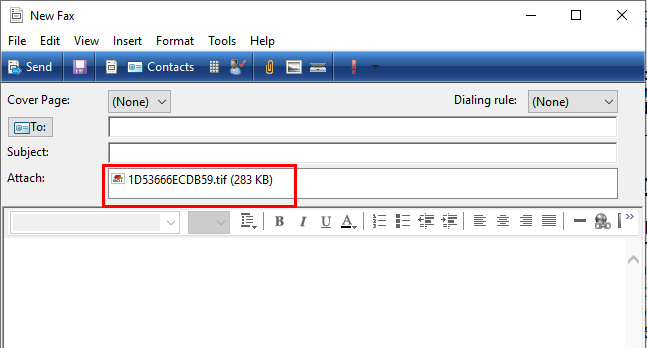 New Fax
File Edit View Insert Format Tools Help
Send Contacts
Cover Page: (None) Dialing rule: (None)
To:
Subject:
Attach: 1D53666ECDB59.tif (283 KB)
B I U A